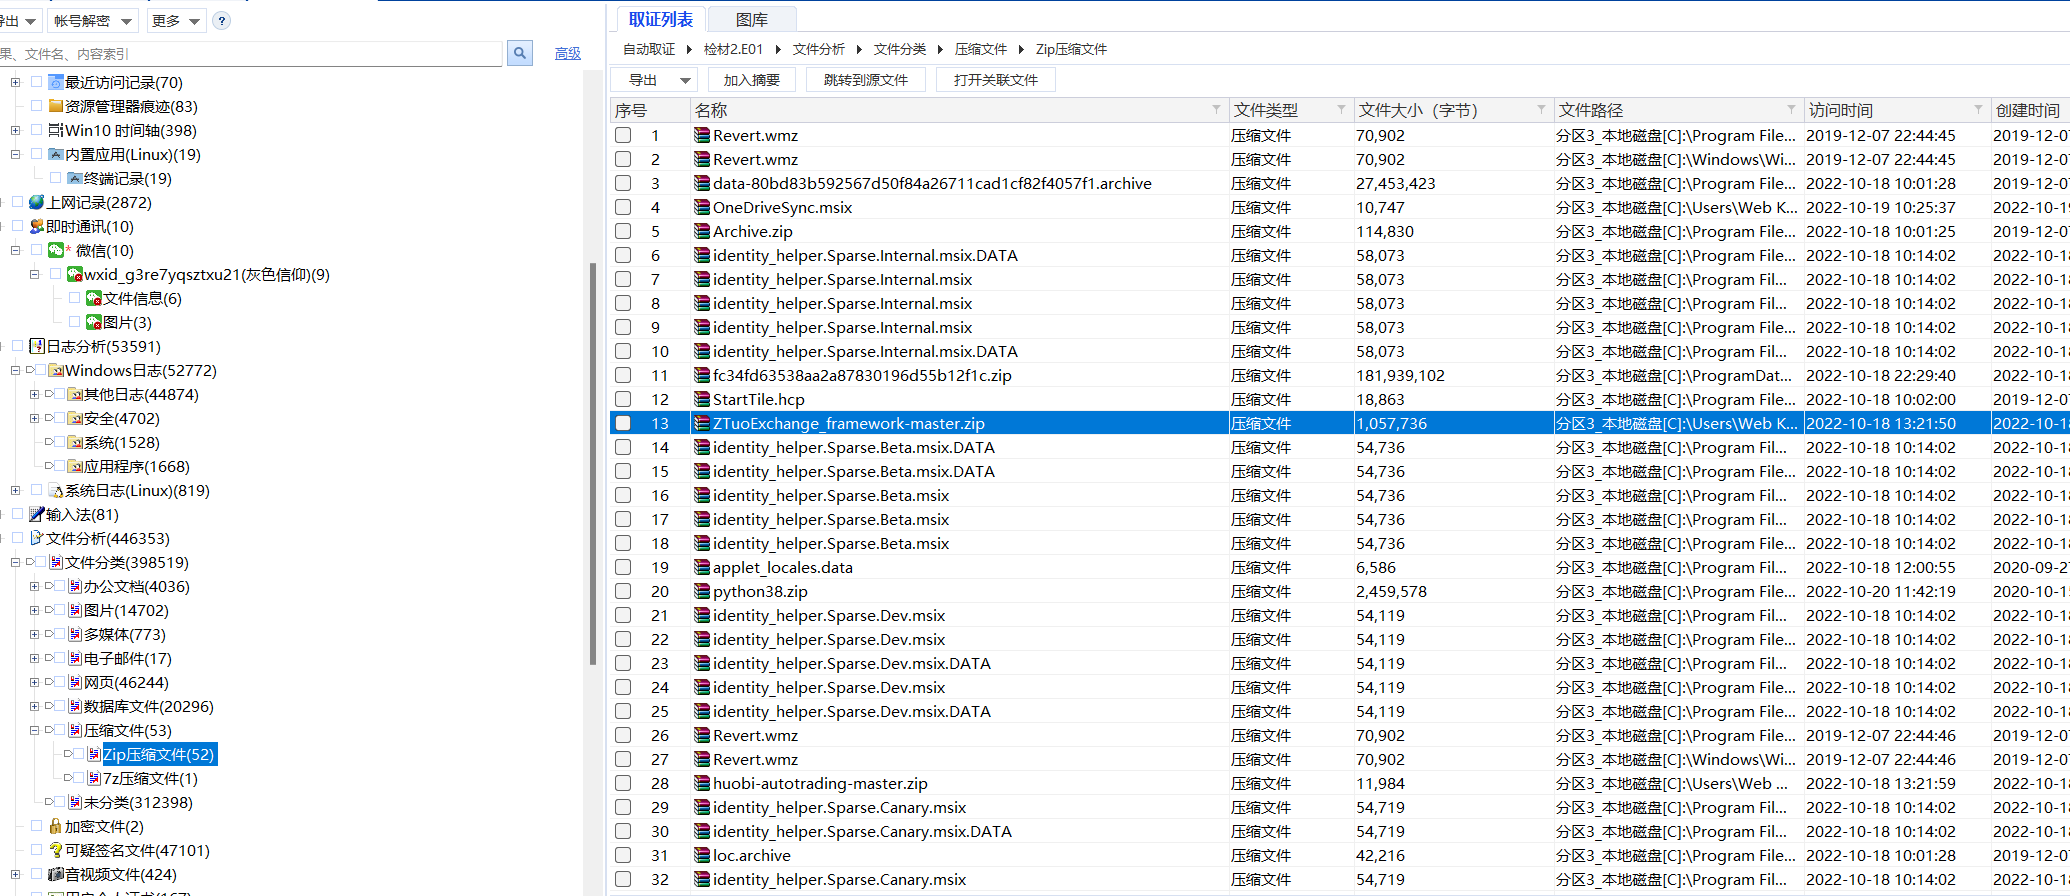 导出 帐号解密 更多 ?
果、文件名、内容索引 高级
最近访问记录(70)
资源管理器痕迹(83)
Win10 时间轴(398)
内置应用(Linux)(19)
终端记录(19)
上网记录(2872)
即时通讯(10)
* 微信(10)
wxid_g3re7yqsztxu21(灰色信仰)(9)
文件信息(6)
图片(3)
日志分析(53591)
Windows日志(52772)
其他日志(44874)
安全(4702)
系统(1528)
应用程序(1668)
系统日志(Linux)(819)
输入法(81)
文件分析(446353)
文件分类(398519)
办公文档(4036)
图片(14702)
多媒体(773)
电子邮件(17)
网页(46244)
数据库文件(20296)
压缩文件(53)
Zip压缩文件(52)
7z压缩文件(1)
未分类(312398)
加密文件(2)
可疑签名文件(47101)
音视频文件(424)
取证列表 图库
自动取证 检材2.E01 文件分析 文件分类 压缩文件 Zip压缩文件
导出 加入摘要 跳转到源文件 打开关联文件
序号 名称 文件类型 文件大小（字节） 文件路径 访问时间 创建时间
1 Revert.wmz 压缩文件 70,902 分区3_本地磁盘[C]:\Program File... 2019-12-07 22:44:45 2019-12-0
2 Revert.wmz 压缩文件 70,902 分区3_本地磁盘[C]:\Windows\Wi... 2019-12-07 22:44:45 2019-12-0
3 data-80bd83b592567d50f84a26711cad1cf82f4057f1.archive 压缩文件 27,453,423 分区3_本地磁盘[C]:\Program File... 2022-10-18 10:01:28 2019-12-0
4 OneDriveSync.msix 压缩文件 10,747 分区3_本地磁盘[C]:\Users\Web K... 2022-10-19 10:25:37 2022-10-1
5 Archive.zip 压缩文件 114,830 分区3_本地磁盘[C]:\Program File... 2022-10-18 10:01:25 2019-12-0
6 identity_helper.Sparse.Internal.msix.DATA 压缩文件 58,073 分区3_本地磁盘[C]:\Program Fil... 2022-10-18 10:14:02 2022-10-1
7 identity_helper.Sparse.Internal.msix 压缩文件 58,073 分区3_本地磁盘[C]:\Program Fil... 2022-10-18 10:14:02 2022-10-1
8 identity_helper.Sparse.Internal.msix 压缩文件 58,073 分区3_本地磁盘[C]:\Program Fil... 2022-10-18 10:14:02 2022-10-1
9 identity_helper.Sparse.Internal.msix 压缩文件 58,073 分区3_本地磁盘[C]:\Program File... 2022-10-18 10:14:02 2022-10-1
10 identity_helper.Sparse.Internal.msix.DATA 压缩文件 58,073 分区3_本地磁盘[C]:\Program Fil... 2022-10-18 10:14:02 2022-10-1
11 fc34fd63538aa2a87830196d55b12f1c.zip 压缩文件 181,939,102 分区3_本地磁盘[C]:\ProgramDat... 2022-10-18 22:29:40 2022-10-1
12 StartTile.hcp 压缩文件 18,863 分区3_本地磁盘[C]:\Program File... 2022-10-18 10:02:00 2019-12-0
13 ZTuoExchange_framework-master.zip 压缩文件 1,057,736 分区3_本地磁盘[C]:\Users\Web K... 2022-10-18 13:21:50 2022-10-1
14 identity_helper.Sparse.Beta.msix.DATA 压缩文件 54,736 分区3_本地磁盘[C]:\Program Fil... 2022-10-18 10:14:02 2022-10-1
15 identity_helper.Sparse.Beta.msix.DATA 压缩文件 54,736 分区3_本地磁盘[C]:\Program Fil... 2022-10-18 10:14:02 2022-10-1
16 identity_helper.Sparse.Beta.msix 压缩文件 54,736 分区3_本地磁盘[C]:\Program File... 2022-10-18 10:14:02 2022-10-1
17 identity_helper.Sparse.Beta.msix 压缩文件 54,736 分区3_本地磁盘[C]:\Program Fil... 2022-10-18 10:14:02 2022-10-1
18 identity_helper.Sparse.Beta.msix 压缩文件 54,736 分区3_本地磁盘[C]:\Program Fil... 2022-10-18 10:14:02 2022-10-1
19 applet_locales.data 压缩文件 6,586 分区3_本地磁盘[C]:\Program File... 2022-10-18 12:00:55 2020-09-2
20 python38.zip 压缩文件 2,459,578 分区3_本地磁盘[C]:\Program File... 2022-10-20 11:42:19 2020-10-1
21 identity_helper.Sparse.Dev.msix 压缩文件 54,119 分区3_本地磁盘[C]:\Program Fil... 2022-10-18 10:14:02 2022-10-1
22 identity_helper.Sparse.Dev.msix 压缩文件 54,119 分区3_本地磁盘[C]:\Program File... 2022-10-18 10:14:02 2022-10-1
23 identity_helper.Sparse.Dev.msix.DATA 压缩文件 54,119 分区3_本地磁盘[C]:\Program Fil... 2022-10-18 10:14:02 2022-10-1
24 identity_helper.Sparse.Dev.msix 压缩文件 54,119 分区3_本地磁盘[C]:\Program File... 2022-10-18 10:14:02 2022-10-1
25 identity_helper.Sparse.Dev.msix.DATA 压缩文件 54,119 分区3_本地磁盘[C]:\Program File... 2022-10-18 10:14:02 2022-10-1
26 Revert.wmz 压缩文件 70,902 分区3_本地磁盘[C]:\Program File... 2019-12-07 22:44:46 2019-12-0
27 Revert.wmz 压缩文件 70,902 分区3_本地磁盘[C]:\Windows\Wi... 2019-12-07 22:44:46 2019-12-0
28 huobi-autotrading-master.zip 压缩文件 11,984 分区3_本地磁盘[C]:\Users\Web ... 2022-10-18 13:21:59 2022-10-1
29 identity_helper.Sparse.Canary.msix 压缩文件 54,719 分区3_本地磁盘[C]:\Program Fil... 2022-10-18 10:14:02 2022-10-1
30 identity_helper.Sparse.Canary.msix.DATA 压缩文件 54,719 分区3_本地磁盘[C]:\Program Fil... 2022-10-18 10:14:02 2022-10-1
31 loc.archive 压缩文件 42,216 分区3_本地磁盘[C]:\Program File... 2022-10-18 10:01:28 2019-12-0
32 identity_helper.Sparse.Canary.msix 压缩文件 54,719 分区3_本地磁盘[C]:\Program File... 2022-10-18 10:14:02 2022-10-1